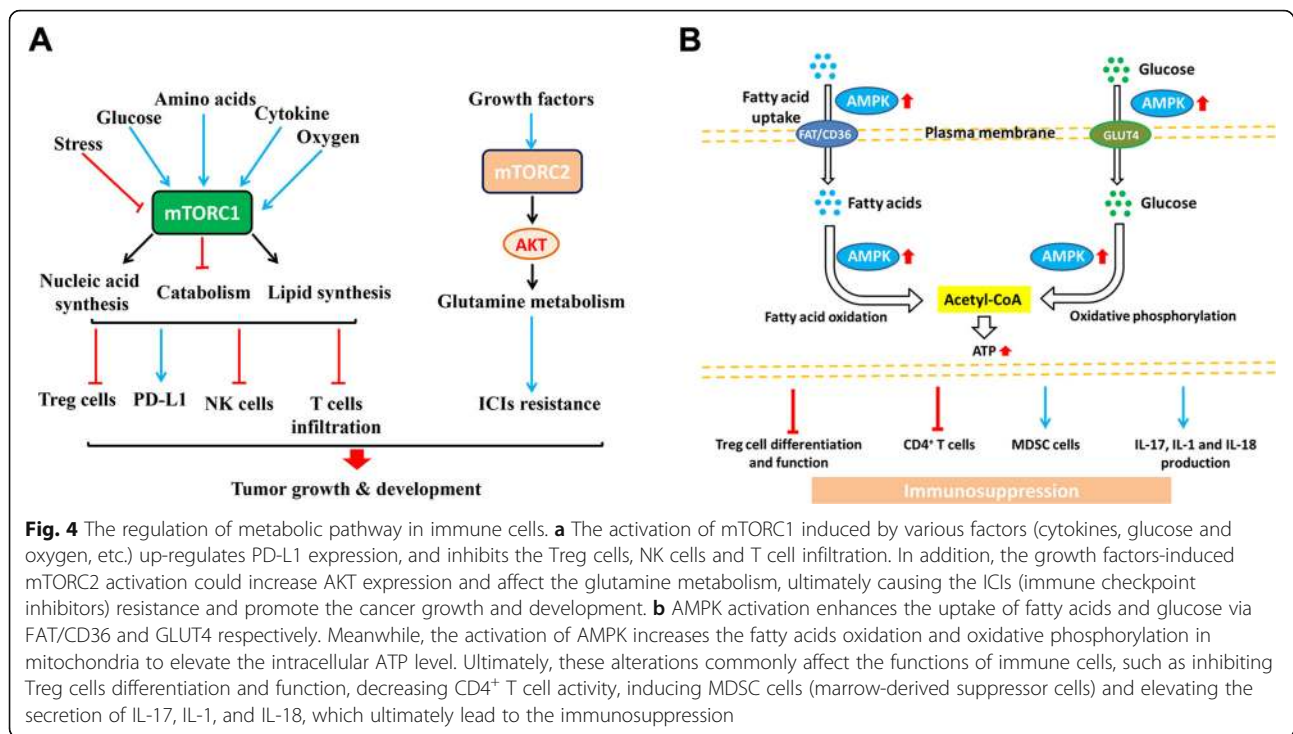 A
Amino acids
Glucose
Cytokine
Stress
Oxygen
mTORC1
Nucleic acid
synthesis
Catabolism
Lipid synthesis
Treg cells
PD-L1
NK cells
T cells
infiltration
Growth factors
mTORC2
AKT
Glutamine metabolism
ICIs resistance
Tumor growth & development
B
Fatty acid
uptake
AMPK
FAT/CD36
Plasma membrane
Glucose
AMPK
GLUT4
Fatty acids
Glucose
AMPK
AMPK
Acetyl-CoA
Fatty acid oxidation
Oxidative phosphorylation
ATP
Treg cell differentiation
and function
CD4⁺ T cells
MDSC cells
IL-17, IL-1 and IL-18
production
Immunosuppression
Fig. 4 The regulation of metabolic pathway in immune cells. a The activation of mTORC1 induced by various factors (cytokines, glucose and
oxygen, etc.) up-regulates PD-L1 expression, and inhibits the Treg cells, NK cells and T cell infiltration. In addition, the growth factors-induced
mTORC2 activation could increase AKT expression and affect the glutamine metabolism, ultimately causing the ICIs (immune checkpoint
inhibitors) resistance and promote the cancer growth and development. b AMPK activation enhances the uptake of fatty acids and glucose via
FAT/CD36 and GLUT4 respectively. Meanwhile, the activation of AMPK increases the fatty acids oxidation and oxidative phosphorylation in
mitochondria to elevate the intracellular ATP level. Ultimately, these alterations commonly affect the functions of immune cells, such as inhibiting
Treg cells differentiation and function, decreasing CD4⁺ T cell activity, inducing MDSC cells (marrow-derived suppressor cells) and elevating the
secretion of IL-17, IL-1, and IL-18, which ultimately lead to the immunosuppression